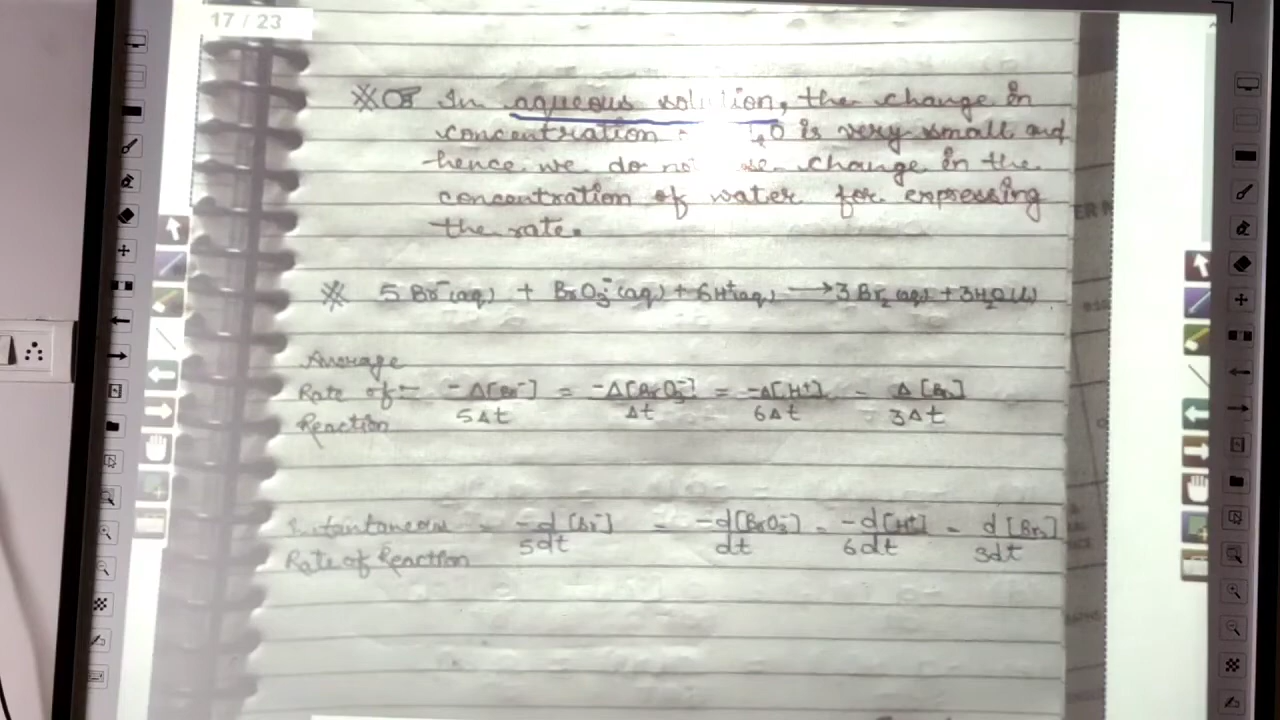 17 / 23
※☞ In aqueous solution, the change in
concentration H₂O is very small and
hence we do not use change in the
concentration of water for expressing
the rate.
※ 5 Br⁻(aq) + BrO₃⁻(aq) + 6H⁺(aq) → 3 Br₂(aq) + 3H₂O(l)
Average
Rate of = -Δ[Br⁻]/5Δt = -Δ[BrO₃⁻]/Δt = -Δ[H⁺]/6Δt = Δ[Br₂]/3Δt
Reaction
Instantaneous = -d[Br⁻]/5dt = -d[BrO₃⁻]/dt = -d[H⁺]/6dt = d[Br₂]/3dt
Rate of Reaction